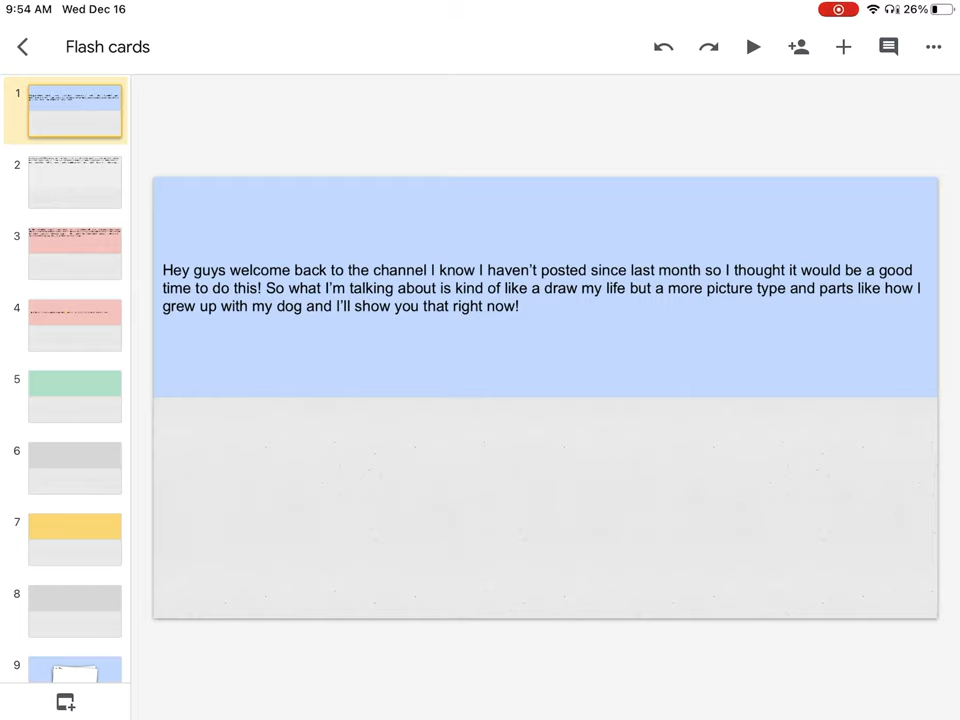 9:54 AM Wed Dec 16
26%
Flash cards
1
2
3
4
5
6
7
8
9
Hey guys welcome back to the channel I know I haven’t posted since last month so I thought it would be a good
time to do this! So what I’m talking about is kind of like a draw my life but a more picture type and parts like how I
grew up with my dog and I’ll show you that right now!